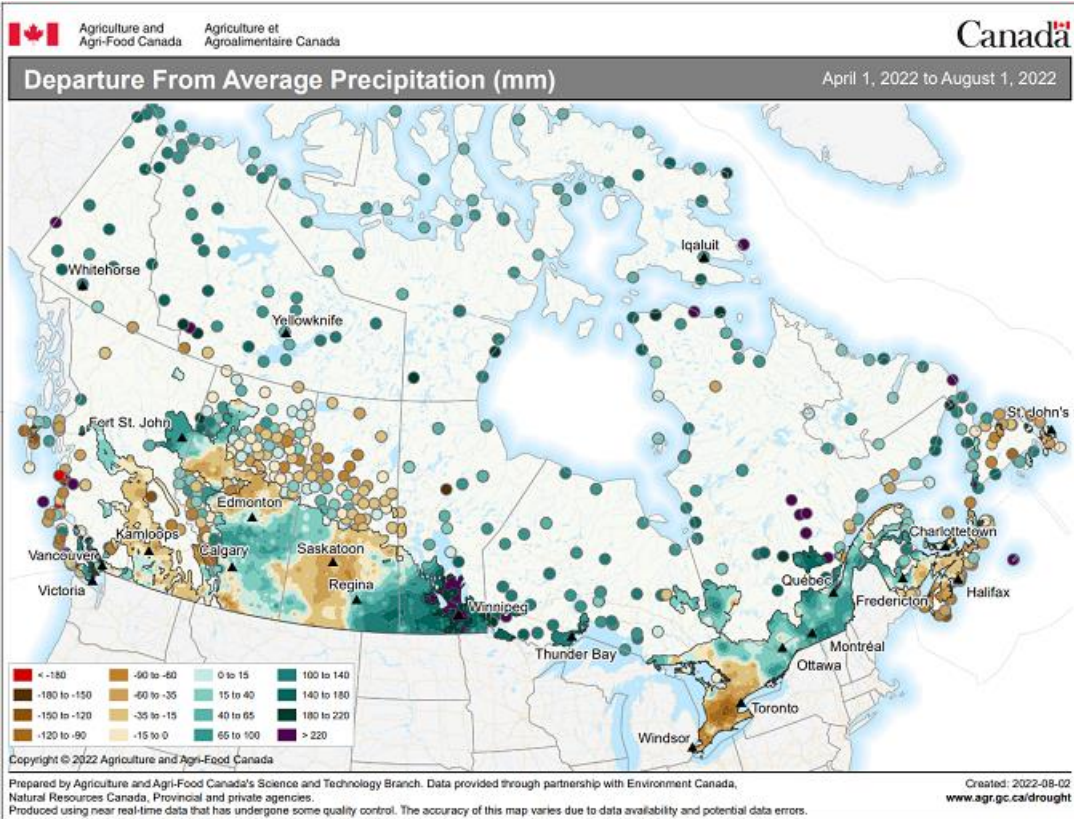 Agriculture and Agriculture et
Agri-Food Canada Agroalimentaire Canada
Canada
Departure From Average Precipitation (mm) April 1, 2022 to August 1, 2022
Iqaluit
Whitehorse
Yellowknife
Fort St. John
St. John's
Edmonton
Kamloops
Charlottetown
Vancouver
Calgary
Saskatoon
Regina
Québec
Victoria
Winnipeg
Fredericton
Halifax
Thunder Bay
Montréal
Ottawa
Toronto
Windsor
< -180 -90 to -60 0 to 15 100 to 140
-180 to -150 -60 to -35 15 to 40 140 to 180
-150 to -120 -35 to -15 40 to 65 180 to 220
-120 to -90 -15 to 0 65 to 100 > 220
Copyright © 2022 Agriculture and Agri-Food Canada
Prepared by Agriculture and Agri-Food Canada's Science and Technology Branch. Data provided through partnership with Environment Canada,
Natural Resources Canada, Provincial and private agencies.
Produced using near real-time data that has undergone some quality control. The accuracy of this map varies due to data availability and potential data errors.
Created: 2022-08-02
www.agr.gc.ca/drought